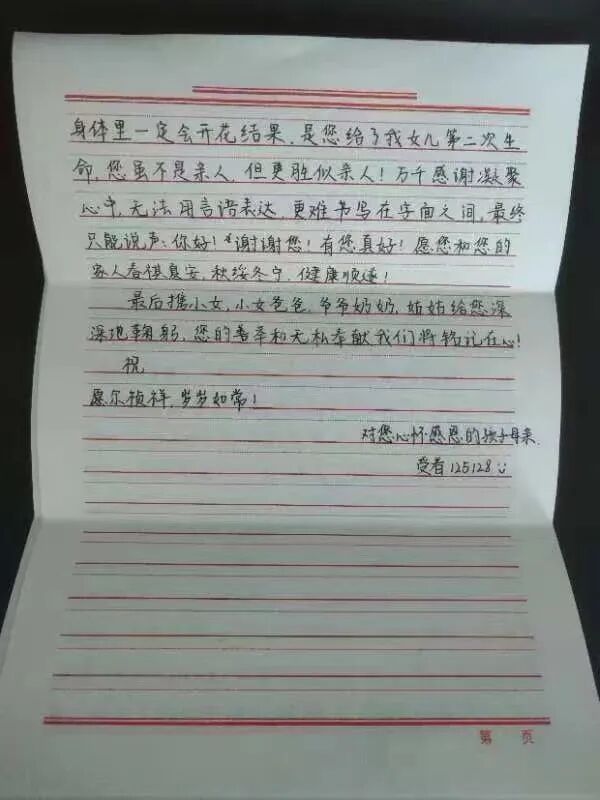 身体里一定会开花结果。是您给了我女儿第二次生
命,您虽不是亲人,但更胜似亲人!万千感谢凝聚
心中,无法用言语表达,更难书写在字面之间,最终
只能说声:你好!谢谢您!有您真好!愿您和您的
家人春祺夏安,秋绥冬宁,健康顺遂!
最后携小女,小女爸爸,爷爷奶奶,姑姑给您深
深地鞠躬,您的善举和无私奉献我们将铭记在心!
祝
愿尔祯祥,岁岁如常!
对您心怀感恩的孩子母亲.
受者125128
第 页